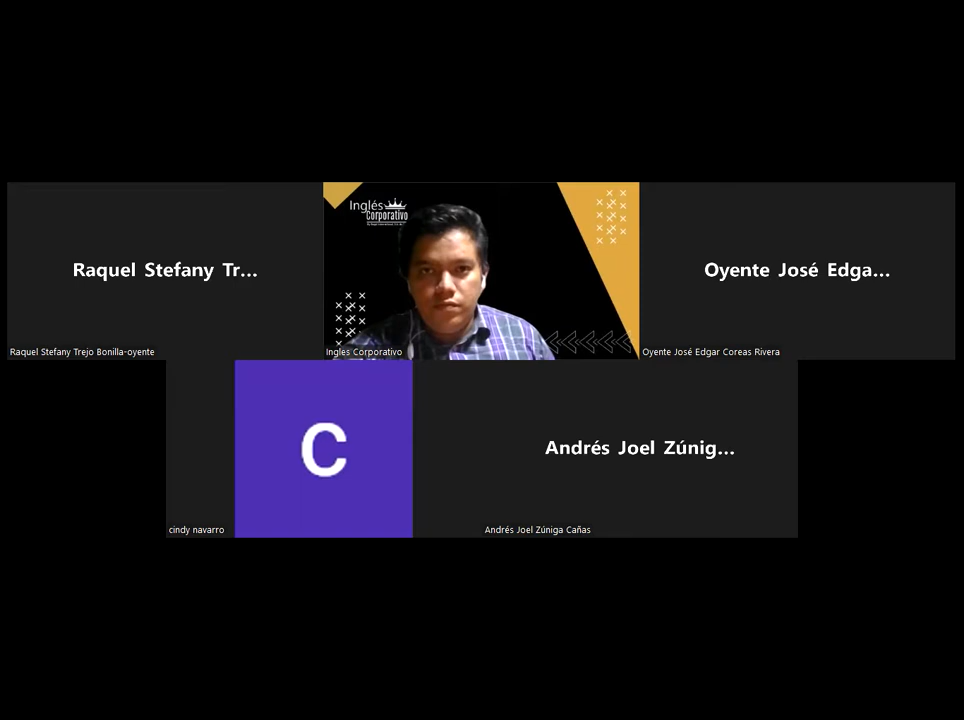 Raquel Stefany Tr...
Raquel Stefany Trejo Bonilla-oyente
Inglés
Corporativo
Ingles Corporativo
Oyente José Edga...
Oyente José Edgar Coreas Rivera
C
cindy navarro
Andrés Joel Zúnig...
Andrés Joel Zúniga Cañas